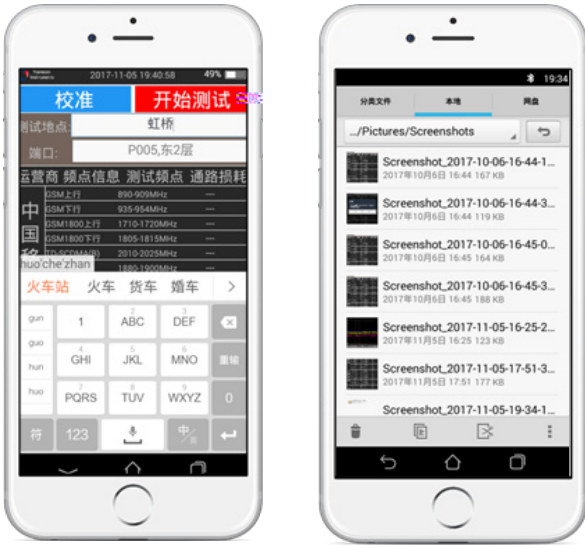 2017-11-05 19:40:58 49%
校准 开始测试
测试地点: 虹桥
端口: P005,东2层
运营商 频点信息 测试频点 通路损耗
中国
GSM上行 890-909MHz —
GSM下行 935-954MHz —
GSM1800上行 1710-1720MHz —
GSM1800下行 1805-1815MHz —
TD-SCDMA(B) 2010-2025MHz —
1880-1900MHz
huo'che'zhan
火车站 火车 货车 婚车 >
gun
guo
hun
huo
1
2 ABC
3 DEF
4 GHI
5 JKL
6 MNO
重输
7 PQRS
8 TUV
9 WXYZ
0
符 123 中/英
19:34
分类文件 本地 网盘
.../Pictures/Screenshots
Screenshot_2017-10-06-16-44-1...
2017年10月6日 16:44 167 KB
Screenshot_2017-10-06-16-44-3...
2017年10月6日 16:44 119 KB
Screenshot_2017-10-06-16-45-0...
2017年10月6日 16:45 164 KB
Screenshot_2017-10-06-16-45-3...
2017年10月6日 16:45 188 KB
Screenshot_2017-11-05-16-25-2...
2017年11月5日 16:25 123 KB
Screenshot_2017-11-05-17-51-3...
2017年11月5日 17:51 177 KB
Screenshot_2017-11-05-19-34-1...